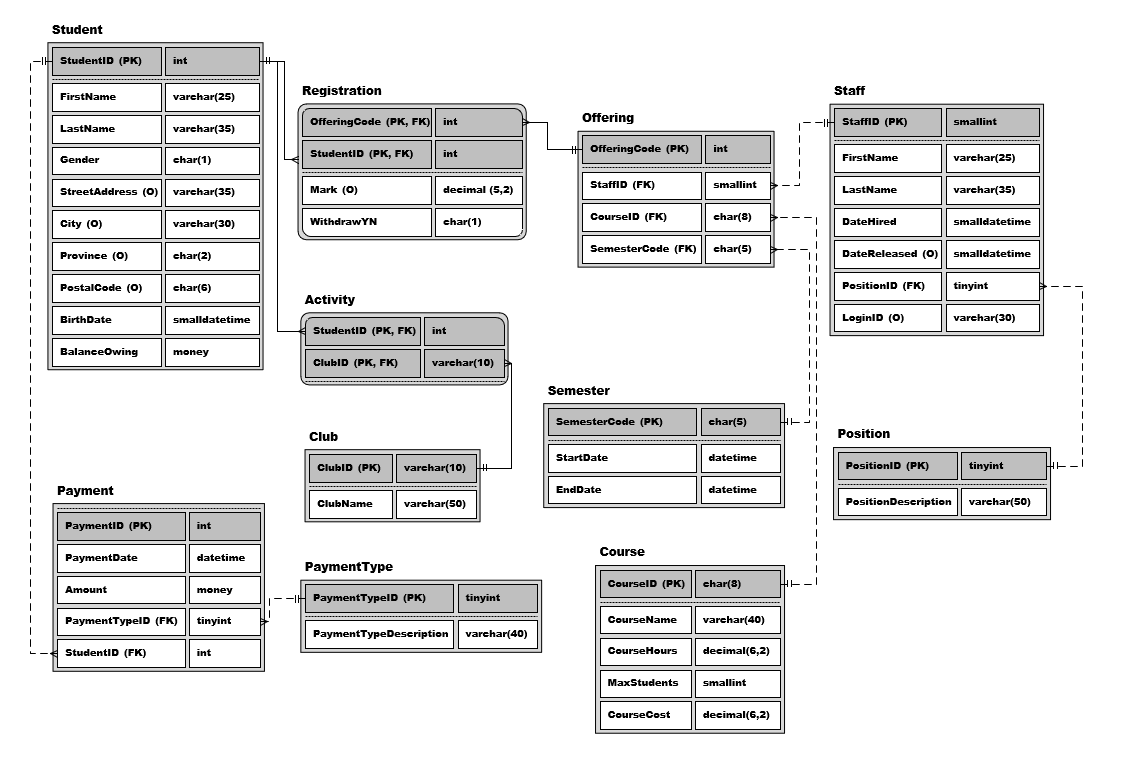 Student
StudentID (PK) int
FirstName varchar(25)
LastName varchar(35)
Gender char(1)
StreetAddress (O) varchar(35)
City (O) varchar(30)
Province (O) char(2)
PostalCode (O) char(6)
BirthDate smalldatetime
BalanceOwing money
Registration
OfferingCode (PK, FK) int
StudentID (PK, FK) int
Mark (O) decimal (5,2)
WithdrawYN char(1)
Offering
OfferingCode (PK) int
StaffID (FK) smallint
CourseID (FK) char(8)
SemesterCode (FK) char(5)
Staff
StaffID (PK) smallint
FirstName varchar(25)
LastName varchar(35)
DateHired smalldatetime
DateReleased (O) smalldatetime
PositionID (FK) tinyint
LoginID (O) varchar(30)
Activity
StudentID (PK, FK) int
ClubID (PK, FK) varchar(10)
Semester
SemesterCode (PK) char(5)
StartDate datetime
EndDate datetime
Club
ClubID (PK) varchar(10)
ClubName varchar(50)
Position
PositionID (PK) tinyint
PositionDescription varchar(50)
Payment
PaymentID (PK) int
PaymentDate datetime
Amount money
PaymentTypeID (FK) tinyint
StudentID (FK) int
PaymentType
PaymentTypeID (PK) tinyint
PaymentTypeDescription varchar(40)
Course
CourseID (PK) char(8)
CourseName varchar(40)
CourseHours decimal(6,2)
MaxStudents smallint
CourseCost decimal(6,2)